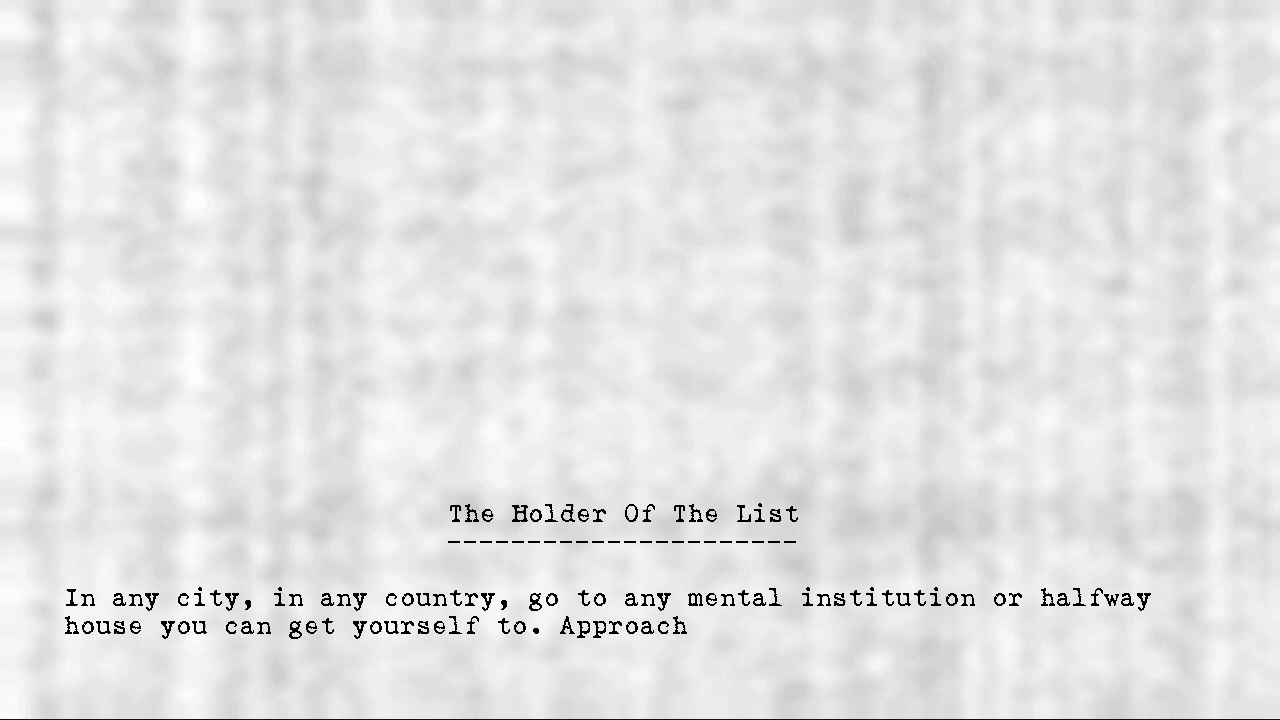 The Holder Of The List
----------------------
In any city, in any country, go to any mental institution or halfway
house you can get yourself to. Approach